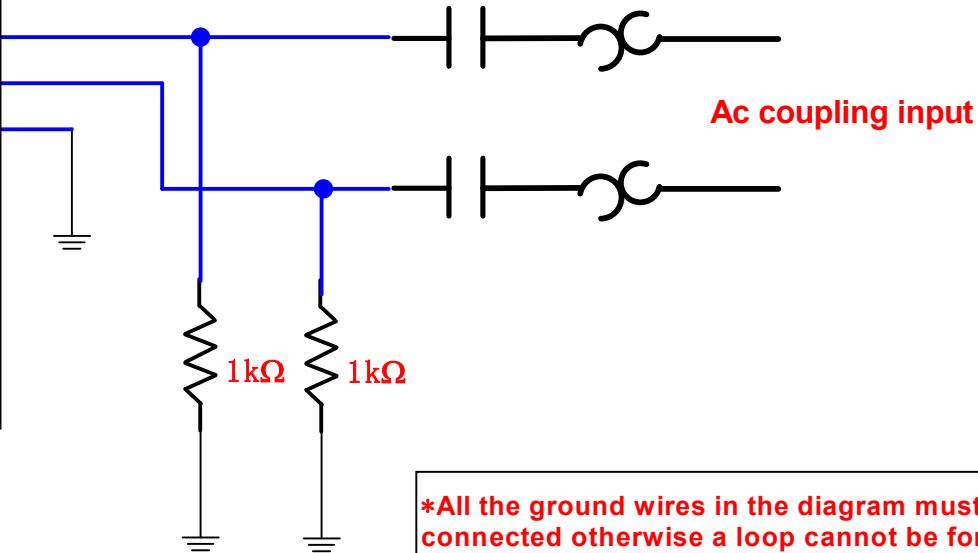 Ac coupling input
1kΩ 1kΩ
*All the ground wires in the diagram must
connected otherwise a loop cannot be for